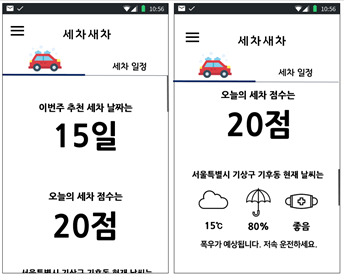 10:56
세차새차
세차 일정
이번주 추천 세차 날짜는
15일
오늘의 세차 점수는
20점
서울특별시 기상구 기후동 현재 날씨는
10:56
세차새차
세차 일정
오늘의 세차 점수는
20점
서울특별시 기상구 기후동 현재 날씨는
15℃ 80% 좋음
폭우가 예상됩니다. 저속 운전하세요.